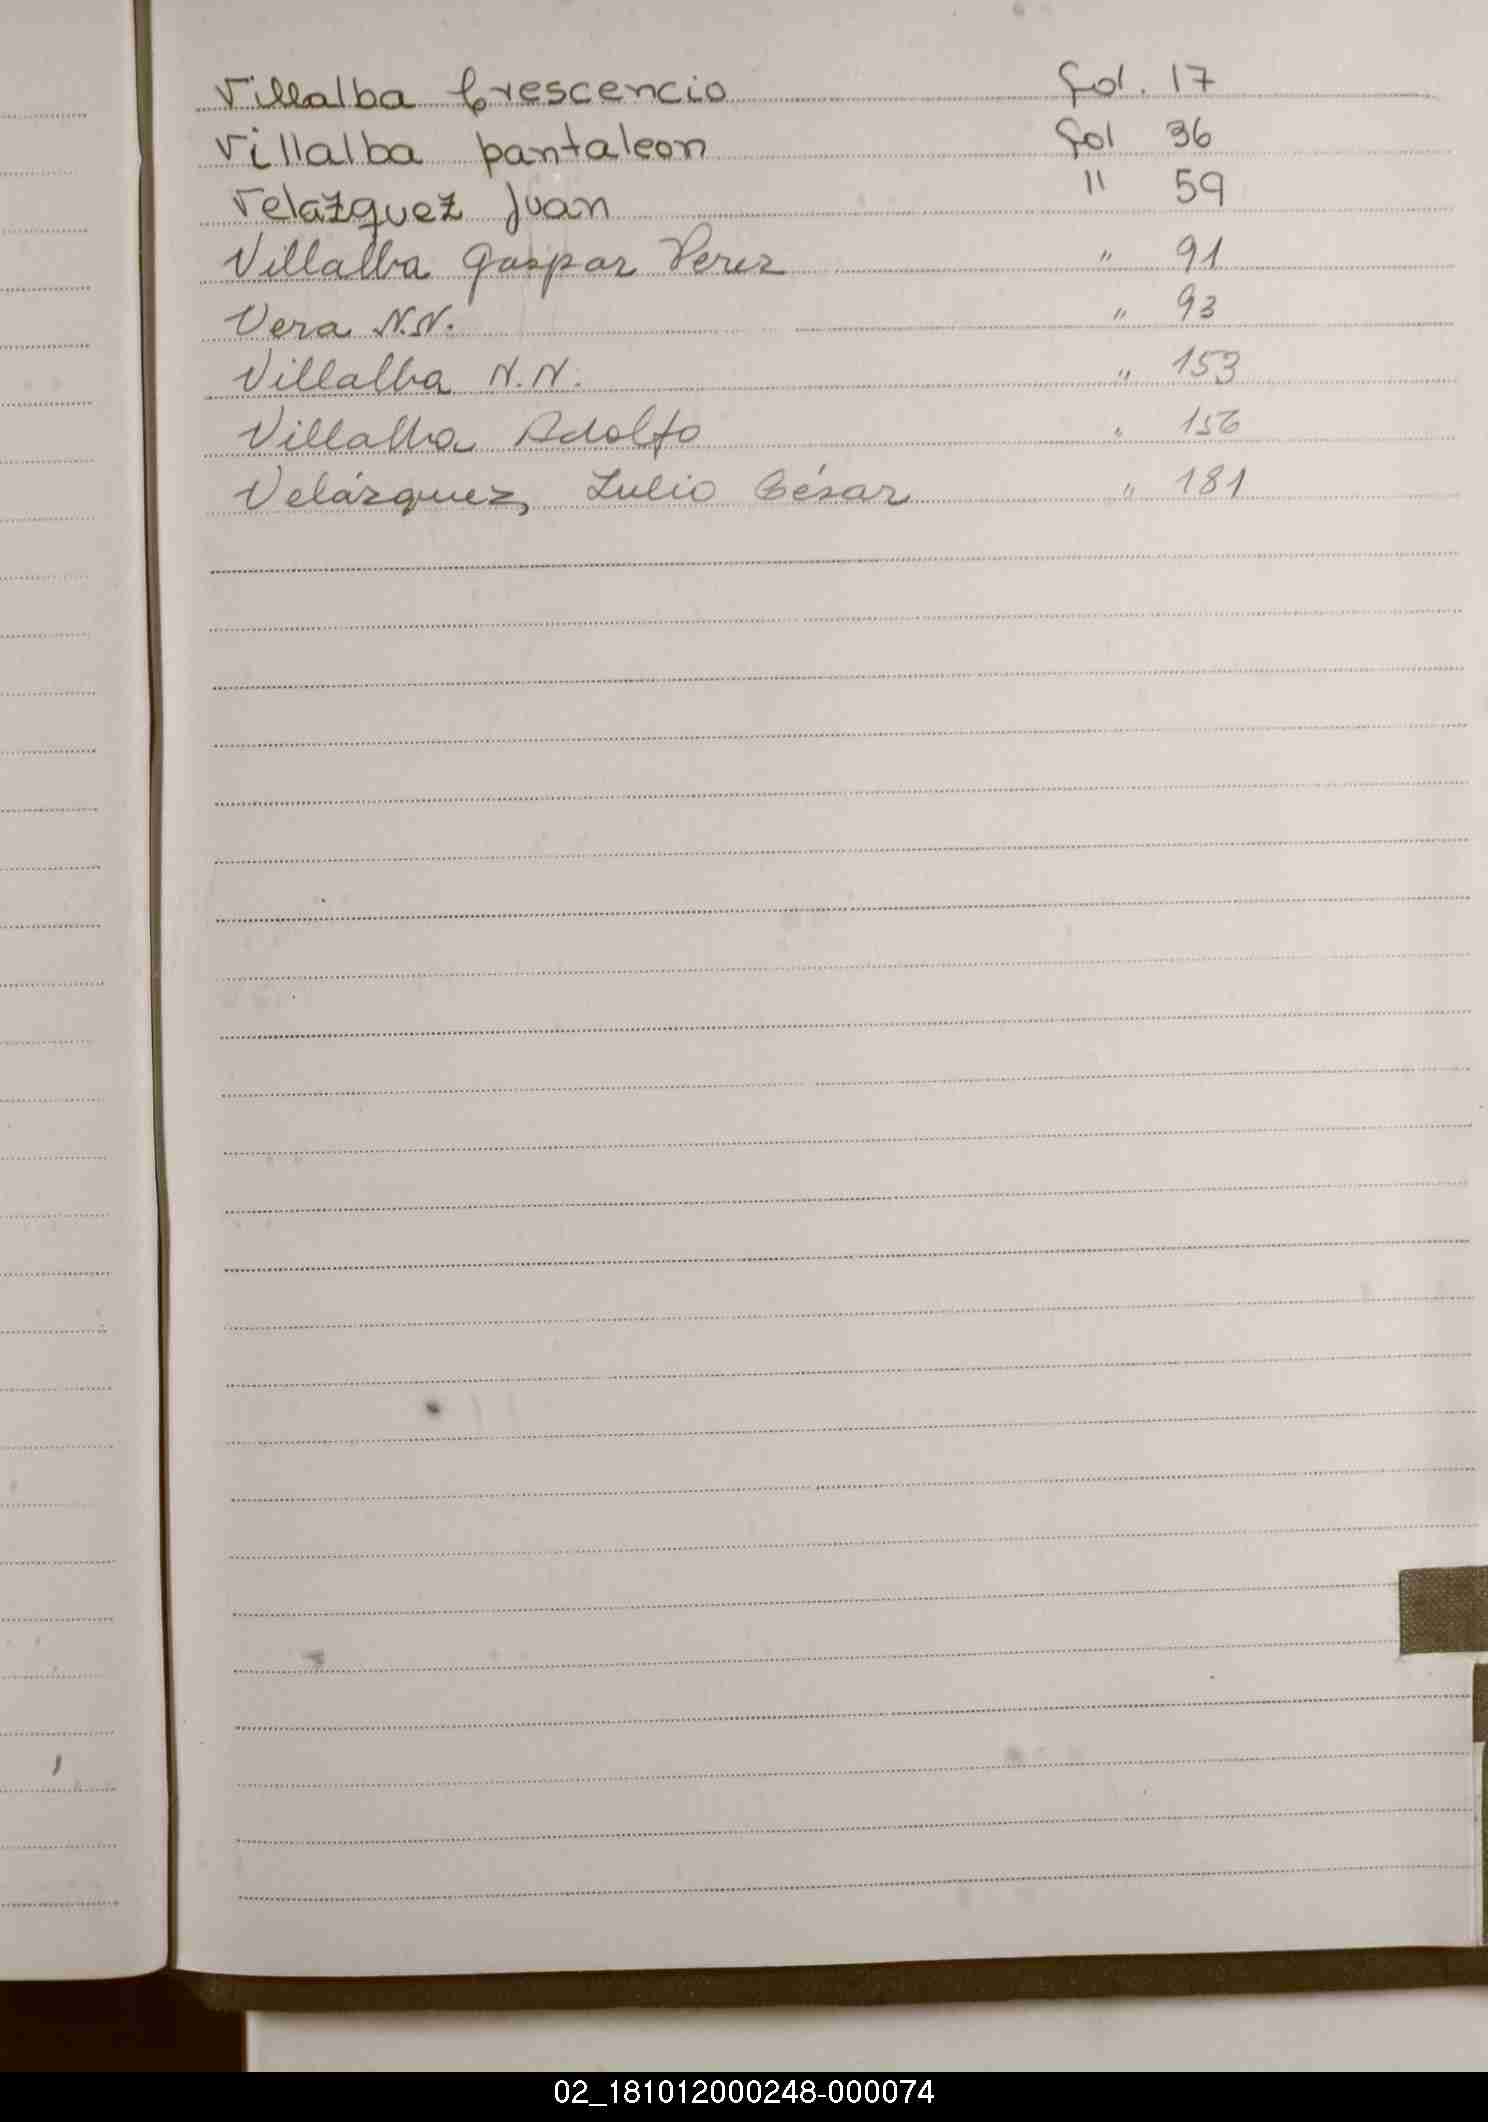 Villalba Crescencio fol. 17
Villalba pantaleon fol 36
Velazquez Juan " 59
Villalba Gaspar Perez " 91
Vera N.N. " 93
Villalba N.N. " 153
Villalba Adolfo " 156
Velázquez, Julio César " 181
02_181012000248-000074